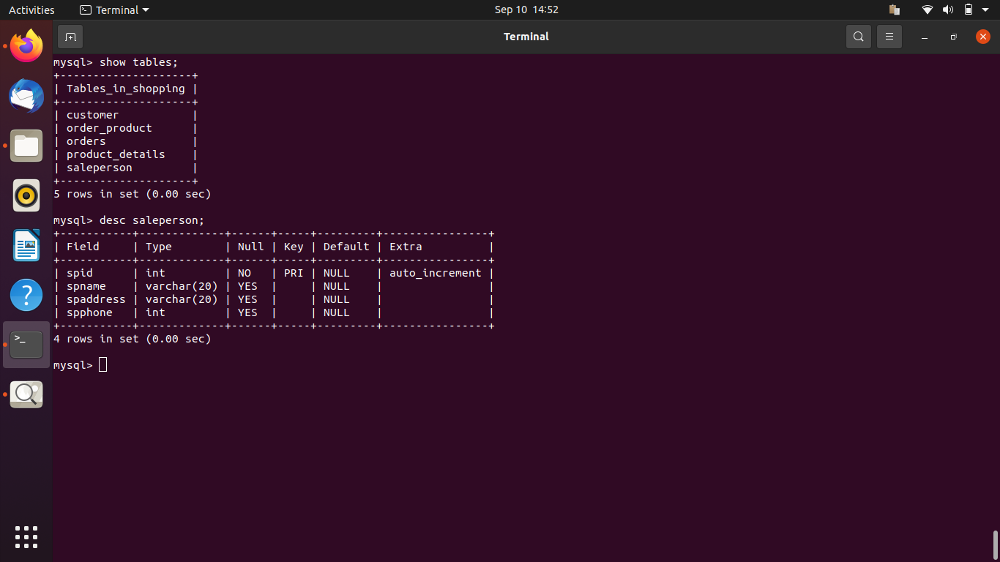 Activities Terminal Sep 10 14:52
Terminal
mysql> show tables;
+--------------------+
| Tables_in_shopping |
+--------------------+
| customer           |
| order_product      |
| orders             |
| product_details    |
| saleperson         |
+--------------------+
5 rows in set (0.00 sec)
mysql> desc saleperson;
+-----------+-------------+------+-----+---------+----------------+
| Field     | Type        | Null | Key | Default | Extra          |
+-----------+-------------+------+-----+---------+----------------+
| spid      | int         | NO   | PRI | NULL    | auto_increment |
| spname    | varchar(20) | YES  |     | NULL    |                |
| spaddress | varchar(20) | YES  |     | NULL    |                |
| spphone   | int         | YES  |     | NULL    |                |
+-----------+-------------+------+-----+---------+----------------+
4 rows in set (0.00 sec)
mysql>